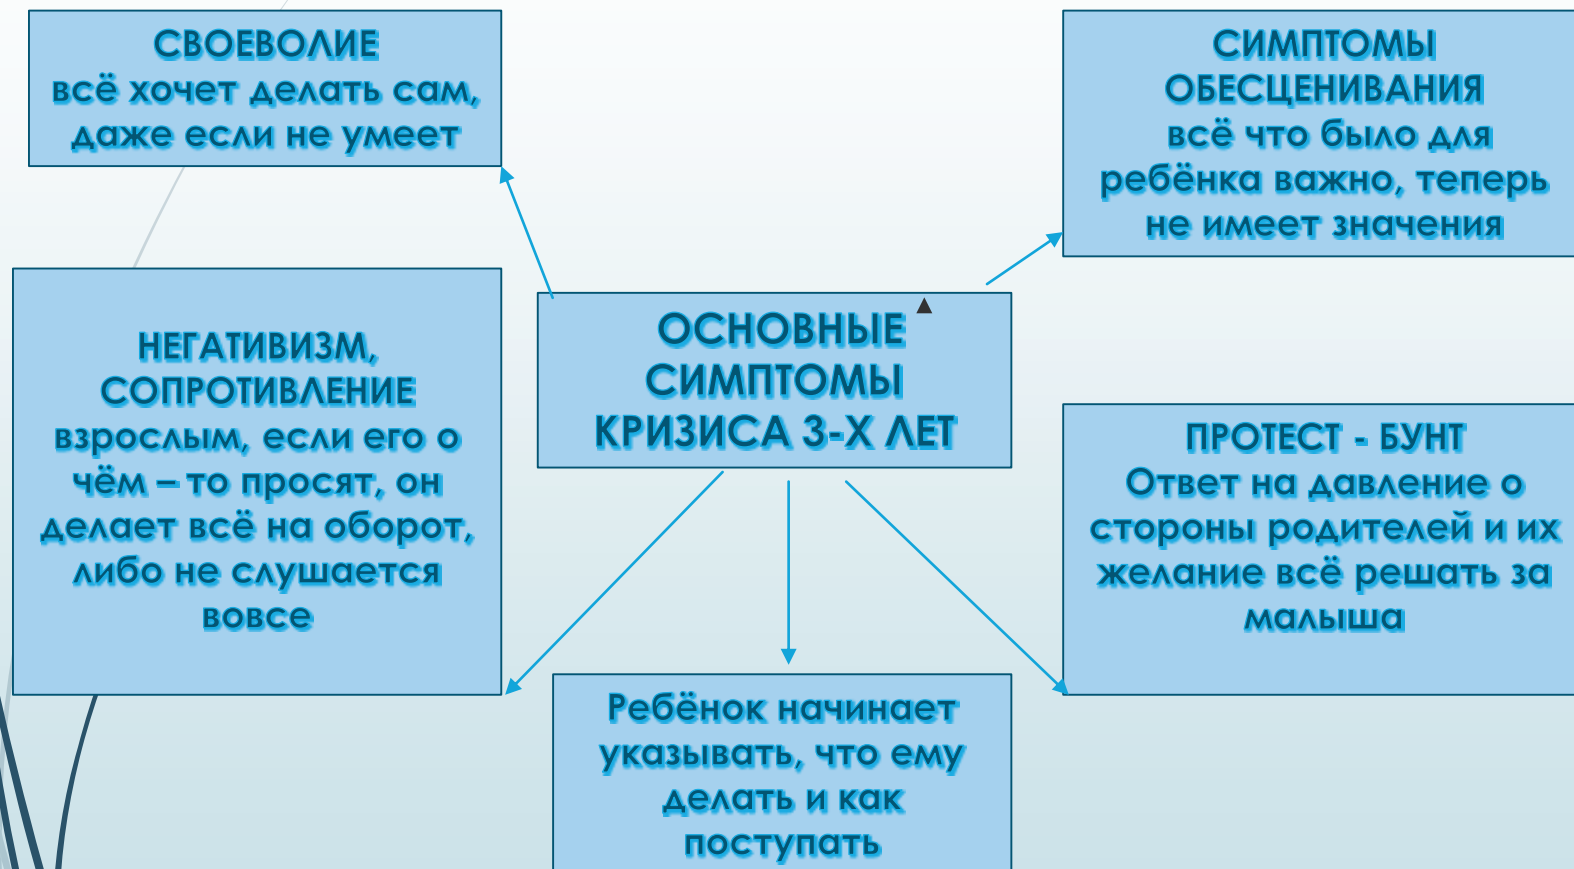 СВОЕВОЛИЕ
всё хочет делать сам,
даже если не умеет
СИМПТОМЫ
ОБЕСЦЕНИВАНИЯ
всё что было для
ребёнка важно, теперь
не имеет значения
НЕГАТИВИЗМ,
СОПРОТИВЛЕНИЕ
взрослым, если его о
чём – то просят, он
делает всё на оборот,
либо не слушается
вовсе
ОСНОВНЫЕ
СИМПТОМЫ
КРИЗИСА 3-Х ЛЕТ
ПРОТЕСТ - БУНТ
Ответ на давление о
стороны родителей и их
желание всё решать за
малыша
Ребёнок начинает
указывать, что ему
делать и как
поступать